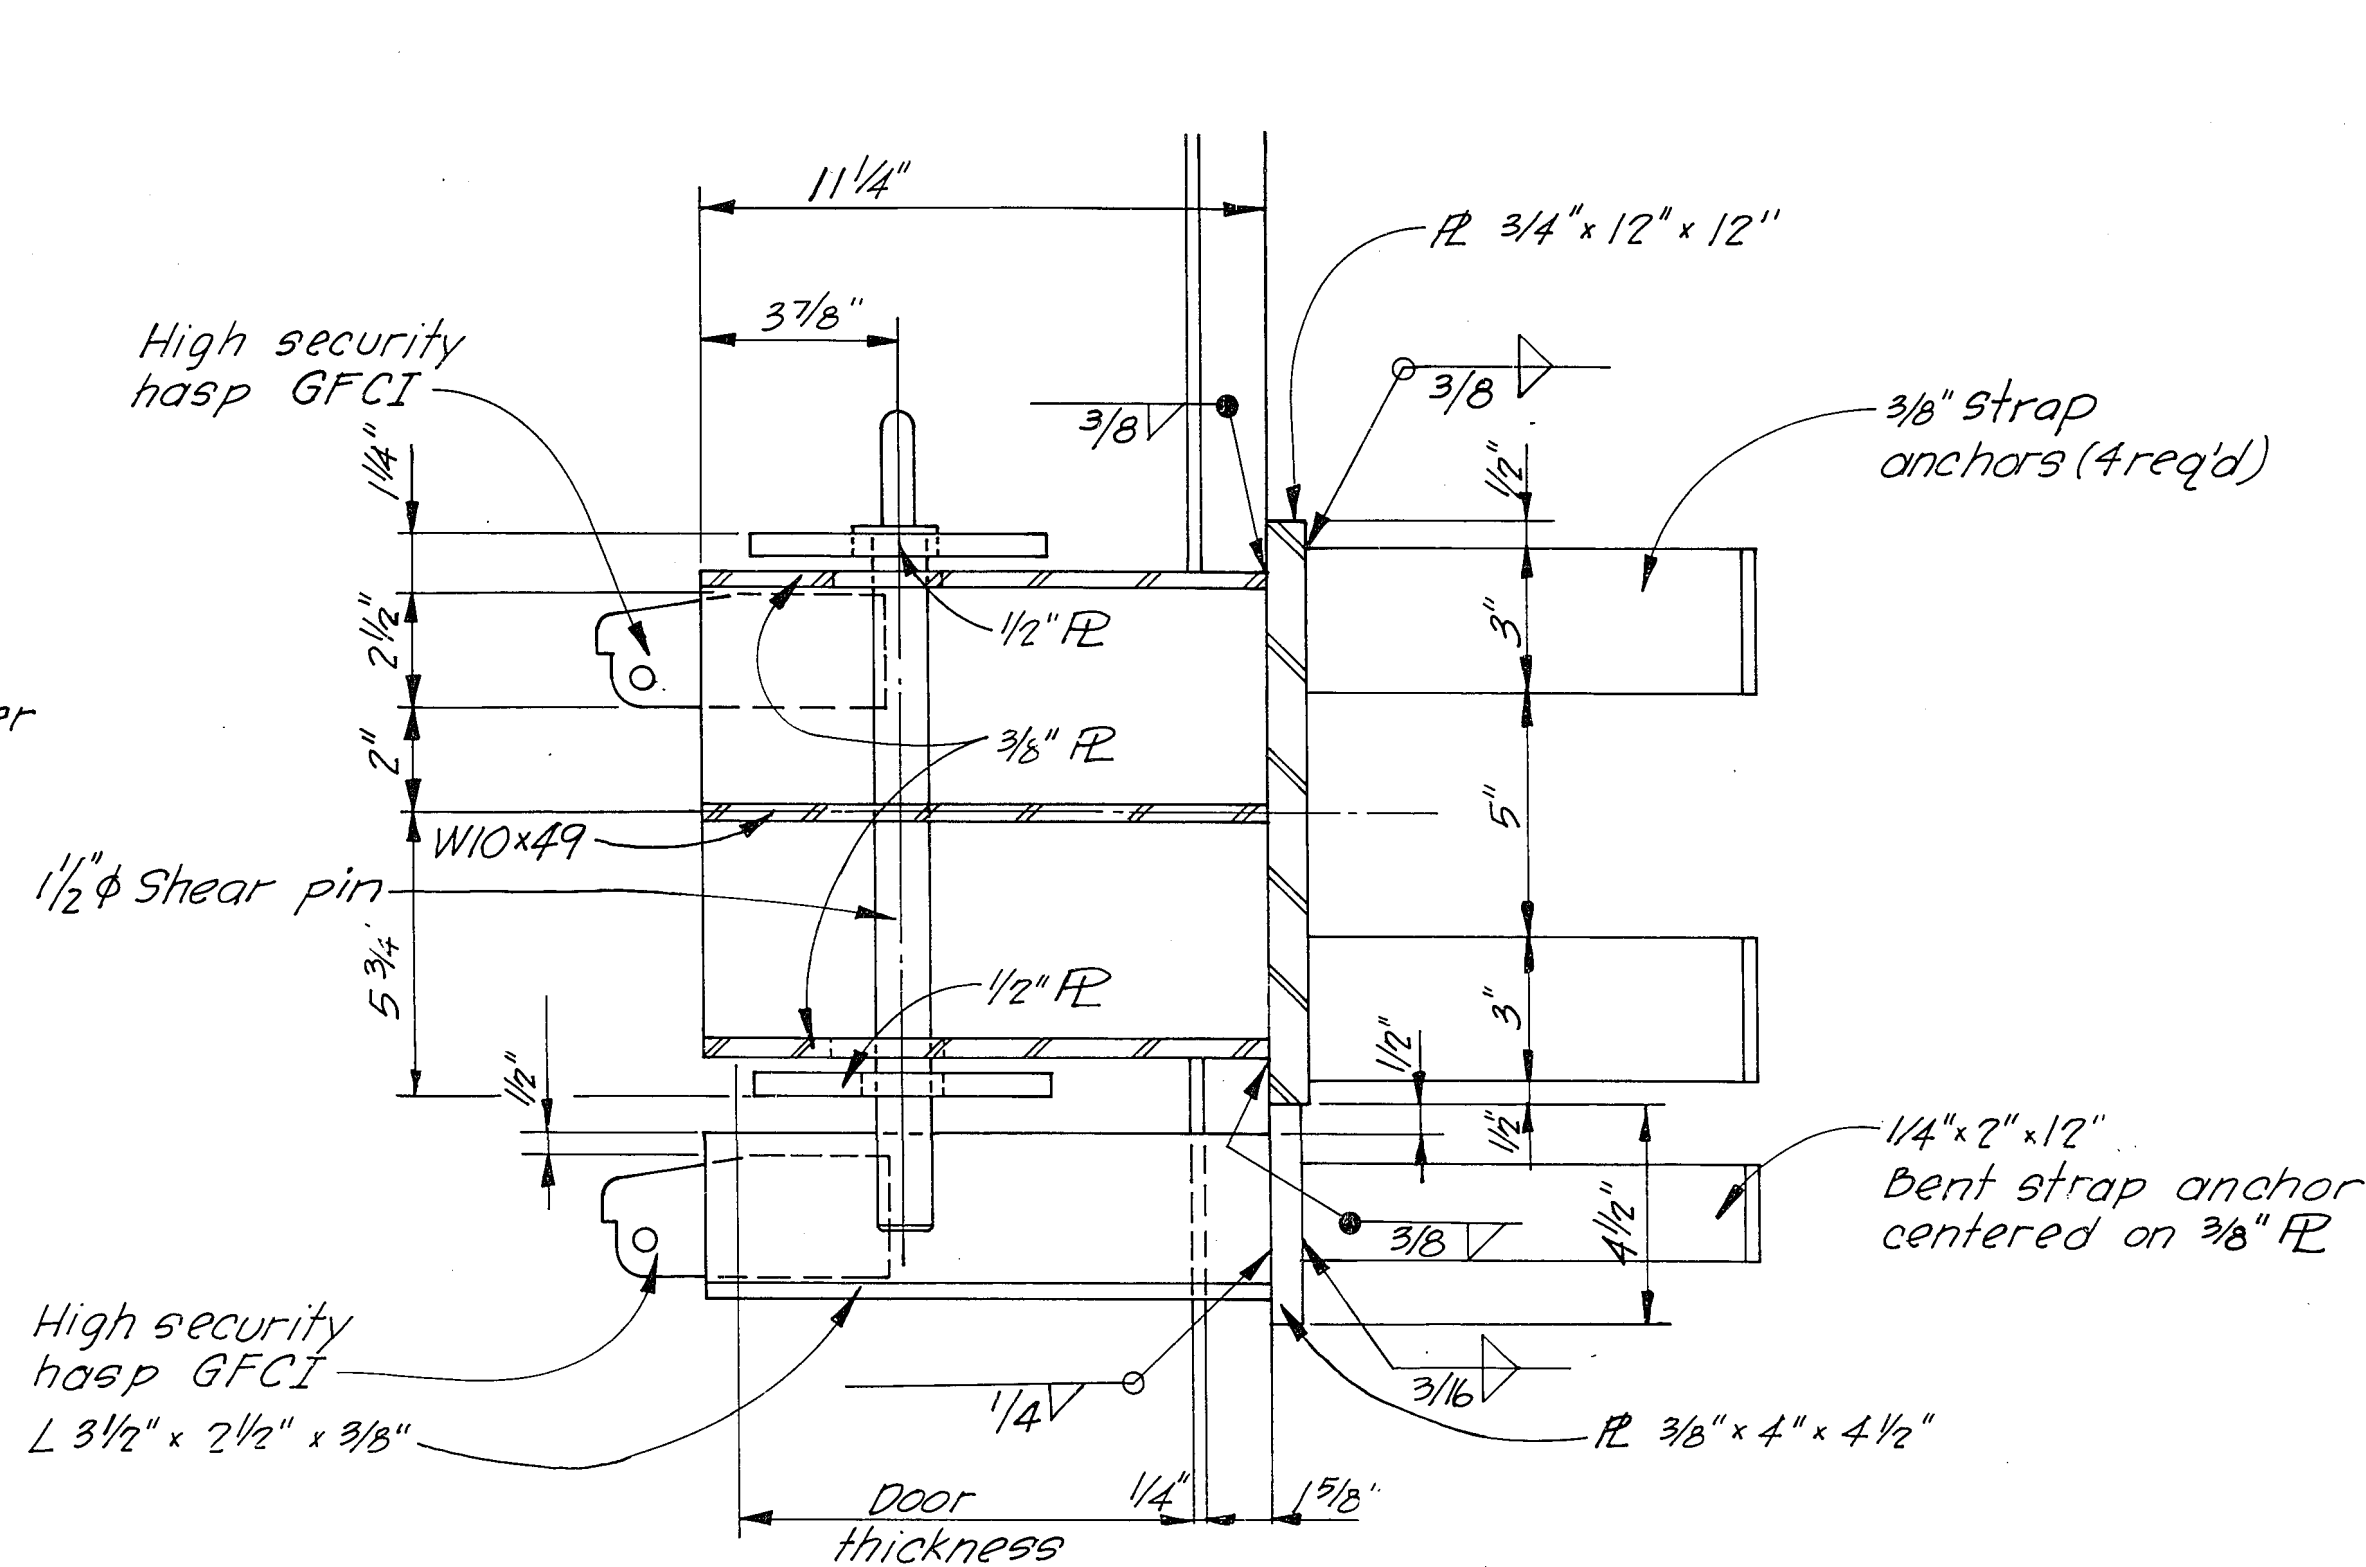 11 1/4"
PL 3/4" x 12" x 12"
3 7/8"
High security
hasp GFCI
3/8
3/8
3/8" Strap
anchors (4 req'd)
1 1/4"
1/2"
2 1/2"
1/2" PL
3"
er
2"
3/8" PL
5"
W10x49
1 1/2" ϕ Shear pin
5 3/4'
1/2" PL
3"
1/2"
1/2"
1/2"
1/4" x 2" x 12"
Bent strap anchor
centered on 3/8" PL
4 1/2"
3/8
High security
hasp GFCI
L 3 1/2" x 2 1/2" x 3/8"
1/4
3/16
PL 3/8" x 4" x 4 1/2"
Door
thickness
1/4"
1 5/8"